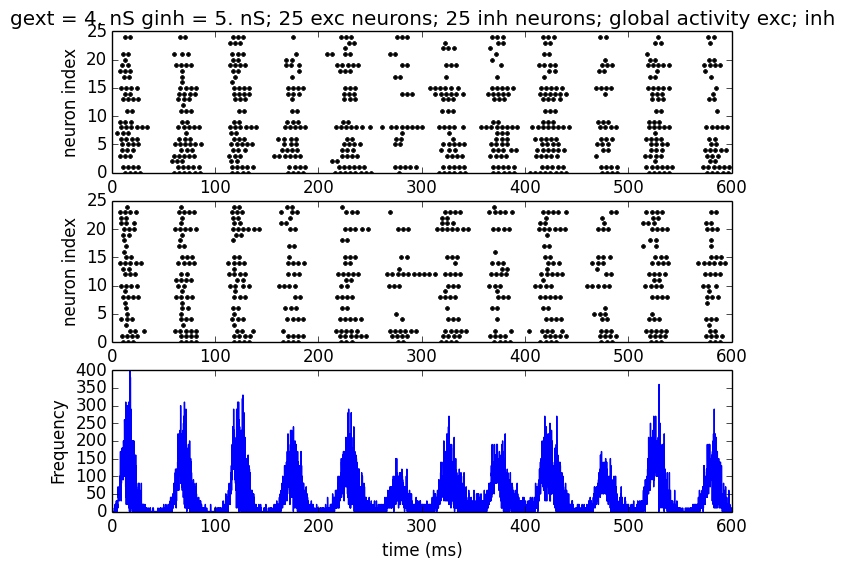 gext = 4. nS ginh = 5. nS; 25 exc neurons; 25 inh neurons; global activity exc; inh
25
20
15
10
5
0
neuron index
0 100 200 300 400 500 600
25
20
15
10
5
0
neuron index
0 100 200 300 400 500 600
400
350
300
250
200
150
100
50
0
Frequency
0 100 200 300 400 500 600
time (ms)